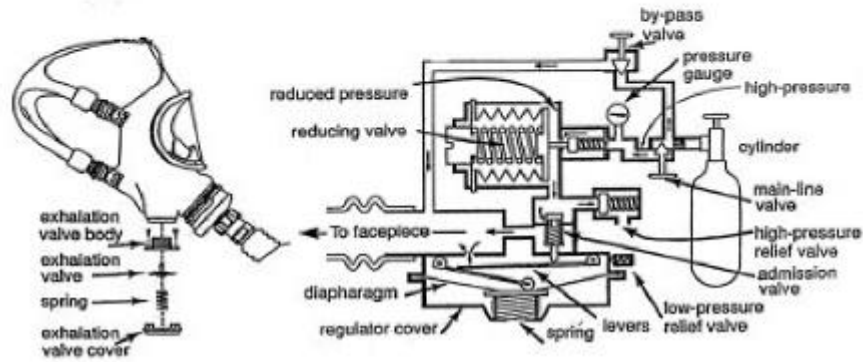 by-pass
valve
pressure
gauge
high-pressure
reduced pressure
reducing valve
cylinder
main-line
valve
exhalation
valve body
To facepiece
high-pressure
relief valve
exhalation
valve
admission
valve
spring
diapharagm
levers
low-pressure
relief valve
regulator cover
spring
exhalation
valve cover